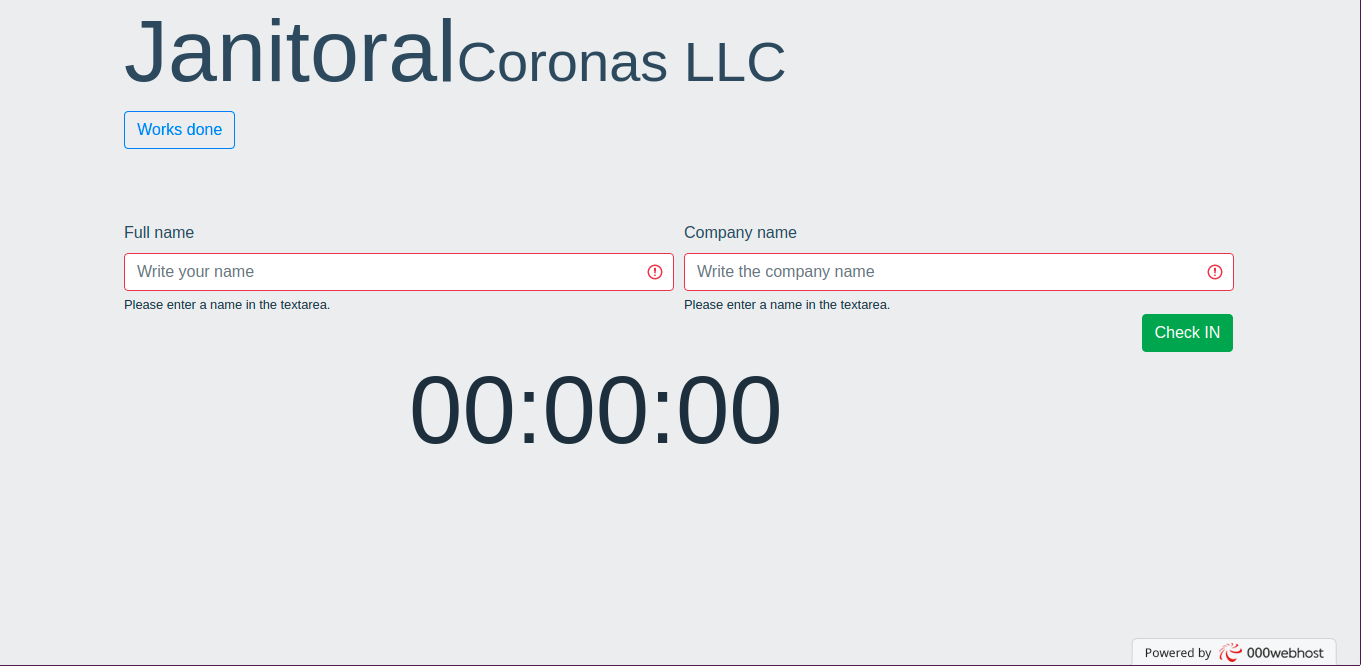 JanitoralCoronas LLC
Works done
Full name
Company name
Write your name
Write the company name
Please enter a name in the textarea.
Please enter a name in the textarea.
Check IN
00:00:00
Powered by 000webhost